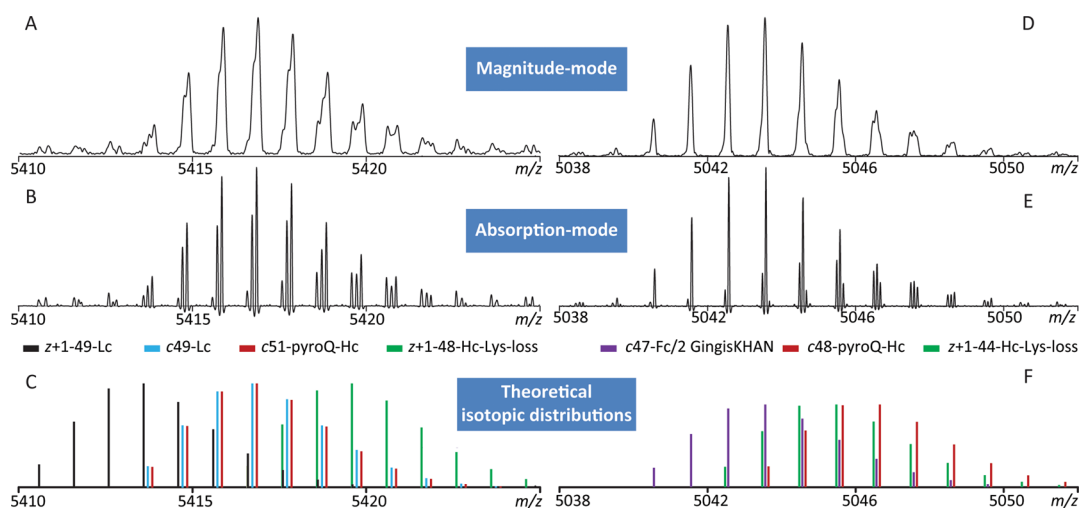 A
Magnitude-mode
D
5410 5415 5420 m/z
5038 5042 5046 5050 m/z
B
Absorption-mode
E
5410 5415 5420 m/z
5038 5042 5046 5050 m/z
z+1-49-Lc c49-Lc c51-pyroQ-Hc z+1-48-Hc-Lys-loss
c47-Fc/2 GingisKHAN c48-pyroQ-Hc z+1-44-Hc-Lys-loss
C
Theoretical
isotopic distributions
F
5410 5415 5420 m/z
5038 5042 5046 5050 m/z